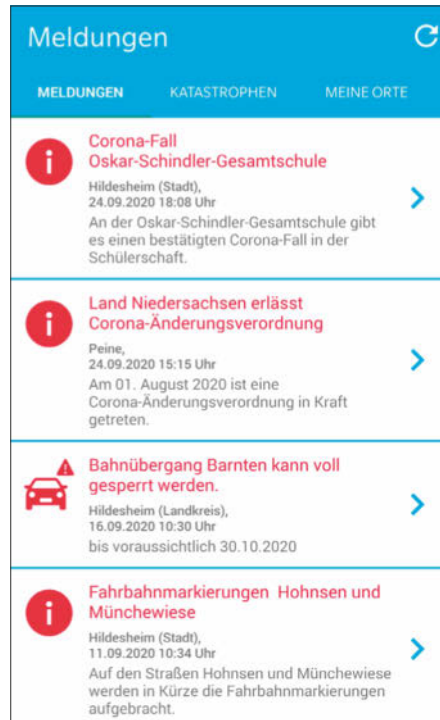 Meldungen
MELDUNGEN KATASTROPHEN MEINE ORTE
Corona-Fall
Oskar-Schindler-Gesamtschule
Hildesheim (Stadt),
24.09.2020 18:08 Uhr
An der Oskar-Schindler-Gesamtschule gibt
es einen bestätigten Corona-Fall in der
Schülerschaft.
Land Niedersachsen erlässt
Corona-Änderungsverordnung
Peine,
24.09.2020 15:15 Uhr
Am 01. August 2020 ist eine
Corona-Änderungsverordnung in Kraft
getreten.
Bahnübergang Barnten kann voll
gesperrt werden.
Hildesheim (Landkreis),
16.09.2020 10:30 Uhr
bis voraussichtlich 30.10.2020
Fahrbahnmarkierungen Hohnsen und
Münchewiese
Hildesheim (Stadt),
11.09.2020 10:34 Uhr
Auf den Straßen Hohnsen und Münchewiese
werden in Kürze die Fahrbahnmarkierungen
aufgebracht.